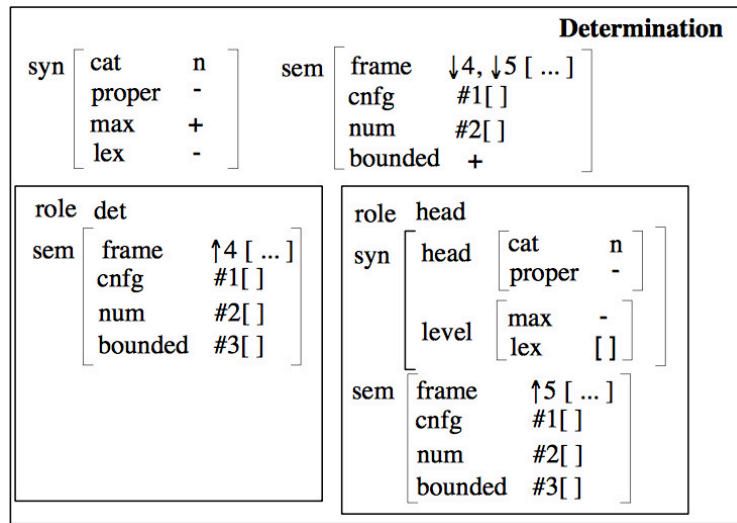 Determination
syn cat n
proper -
max +
lex -
sem frame ↓4, ↓5 [ ... ]
cnfg #1[ ]
num #2[ ]
bounded +
role det
sem frame ↑4 [ ... ]
cnfg #1[ ]
num #2[ ]
bounded #3[ ]
role head
syn head cat n
proper -
level max -
lex [ ]
sem frame ↑5 [ ... ]
cnfg #1[ ]
num #2[ ]
bounded #3[ ]